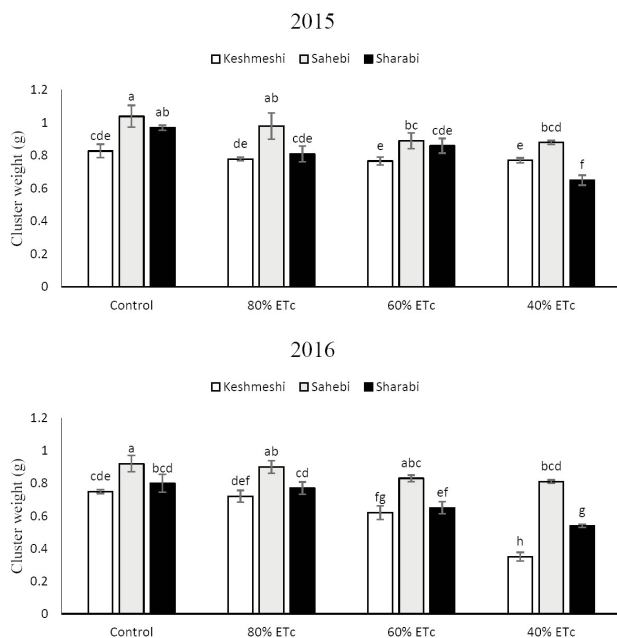 2015
Keshmeshi Sahebi Sharabi
Cluster weight (g)
1.2
1
0.8
0.6
0.4
0.2
0
cde a ab
de ab cde
e bc cde
e bcd f
Control 80% ETc 60% ETc 40% ETc
2016
Keshmeshi Sahebi Sharabi
Cluster weight (g)
1.2
1
0.8
0.6
0.4
0.2
0
cde a bcd
def ab cd
fg abc ef
h bcd g
Control 80% ETc 60% ETc 40% ETc